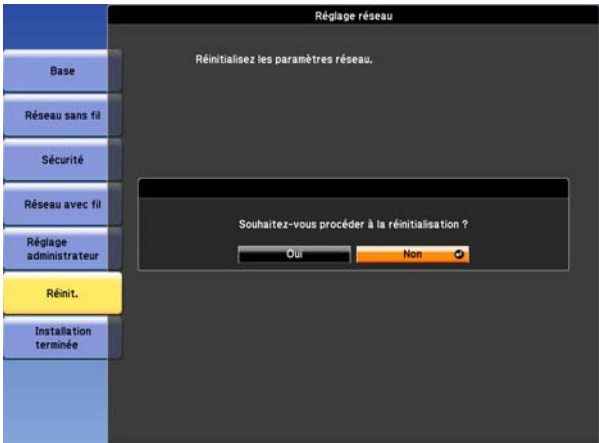 Réglage réseau
Réinitialisez les paramètres réseau.
Base
Réseau sans fil
Sécurité
Réseau avec fil
Réglage
administrateur
Réinit.
Installation
terminée
Souhaitez-vous procéder à la réinitialisation ?
Oui
Non